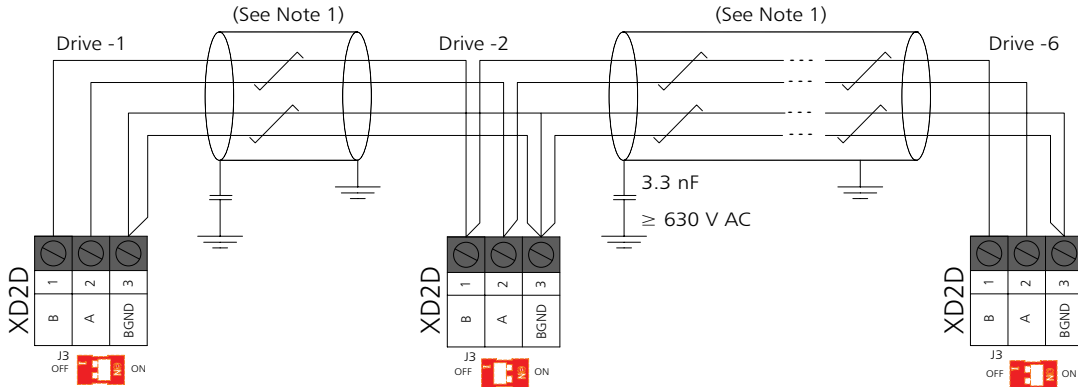 (See Note 1)
(See Note 1)
Drive -1
Drive -2
Drive -6
3.3 nF
≥ 630 V AC
XD2D
1
2
3
B
A
BGND
XD2D
1
2
3
B
A
BGND
XD2D
1
2
3
B
A
BGND
J3
OFF
ON
J3
OFF
ON
J3
OFF
ON